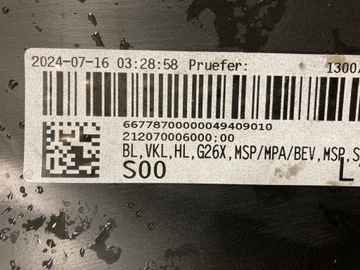 2024-07-16 03:28:58 Pruefer: 1300/
66778700000049409010
212070006000;00
BL,VKL,HL,G26X,MSP/MPA/BEV,MSP,S
S00 L